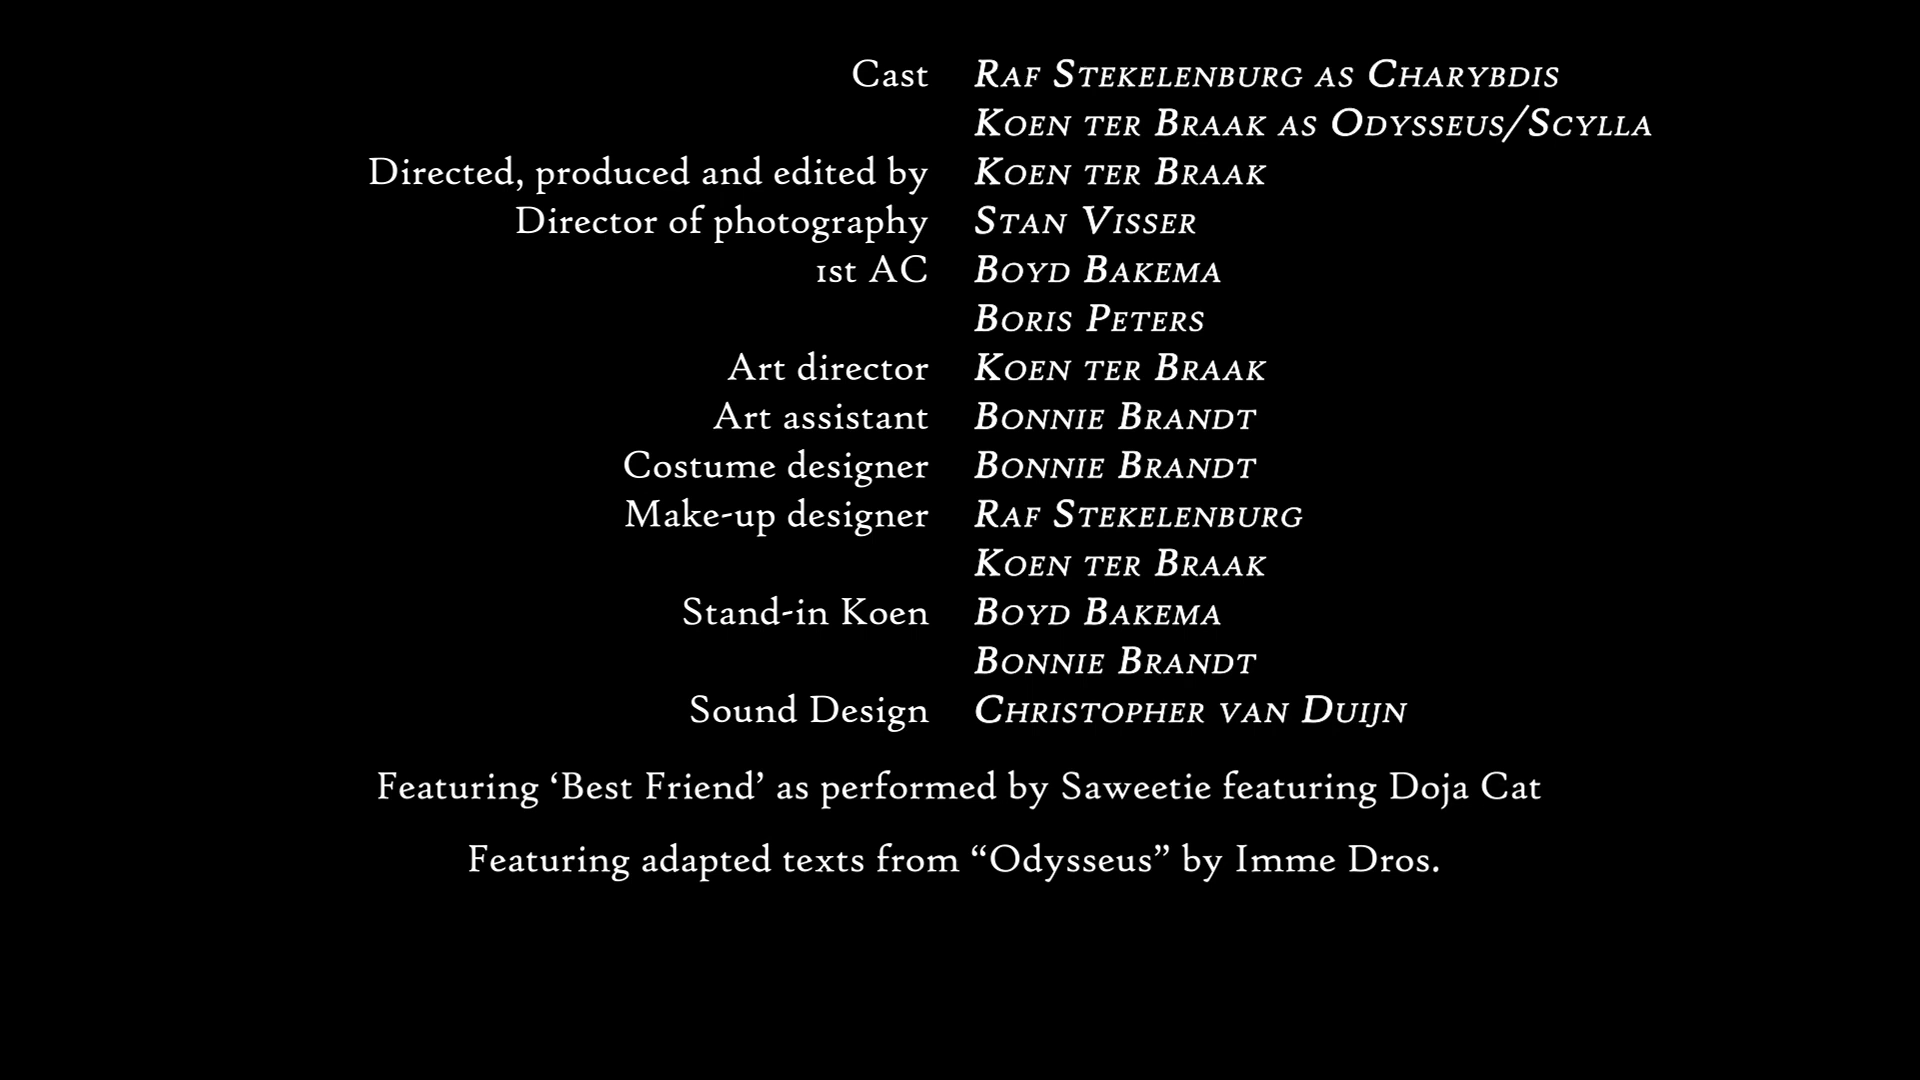 Cast Raf Stekelenburg as Charybdis
Koen ter Braak as Odysseus/Scylla
Directed, produced and edited by Koen ter Braak
Director of photography Stan Visser
1st AC Boyd Bakema
Boris Peters
Art director Koen ter Braak
Art assistant Bonnie Brandt
Costume designer Bonnie Brandt
Make-up designer Raf Stekelenburg
Koen ter Braak
Stand-in Koen Boyd Bakema
Bonnie Brandt
Sound Design Christopher van Duijn
Featuring ‘Best Friend’ as performed by Saweetie featuring Doja Cat
Featuring adapted texts from “Odysseus” by Imme Dros.